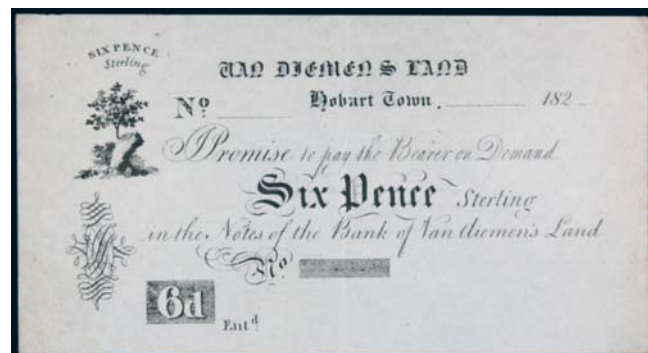 SIX PENCE
Sterling
VAN DIEMEN S LAND
Nº Hobart Town, 182
I Promise to pay the Bearer on Demand
Six Pence Sterling
in the Notes of the Bank of Van diemen's Land
Nº
6d
Entd